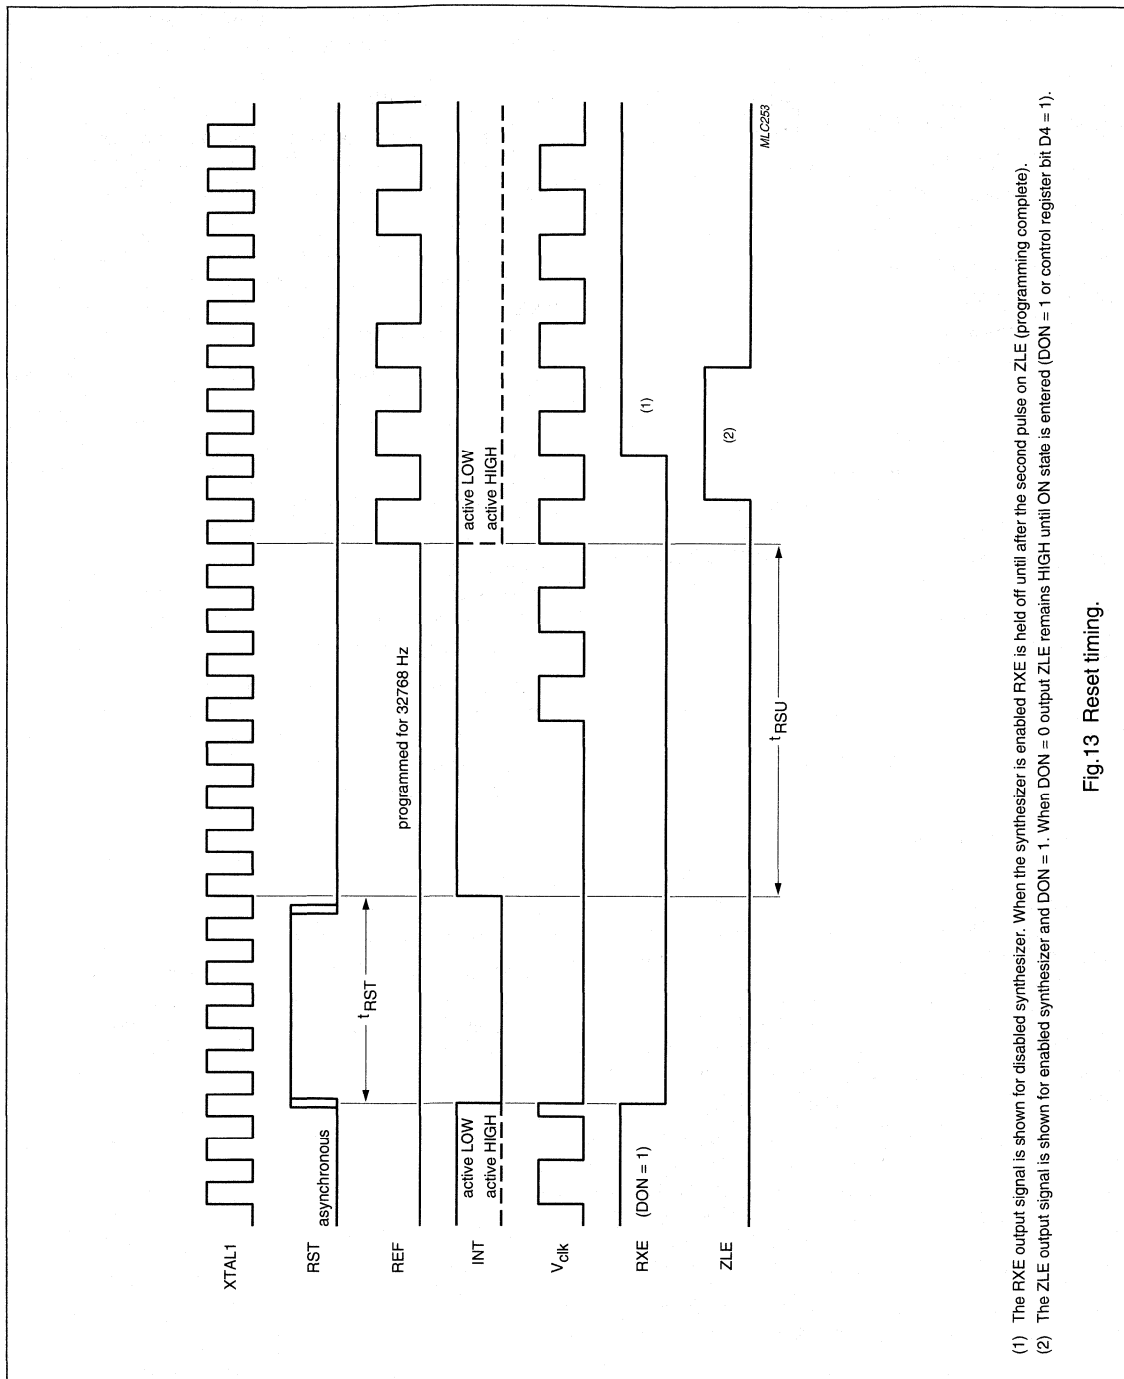 XTAL1
RST
asynchronous
tRST
REF
programmed for 32768 Hz
INT
active LOW
active HIGH
active LOW
active HIGH
Vclk
RXE
(DON = 1)
(1)
ZLE
(2)
tRSU
MLC253
(1) The RXE output signal is shown for disabled synthesizer. When the synthesizer is enabled RXE is held off until after the second pulse on ZLE (programming complete).
(2) The ZLE output signal is shown for enabled synthesizer and DON = 1. When DON = 0 output ZLE remains HIGH until ON state is entered (DON = 1 or control register bit D4 = 1).
Fig.13 Reset timing.